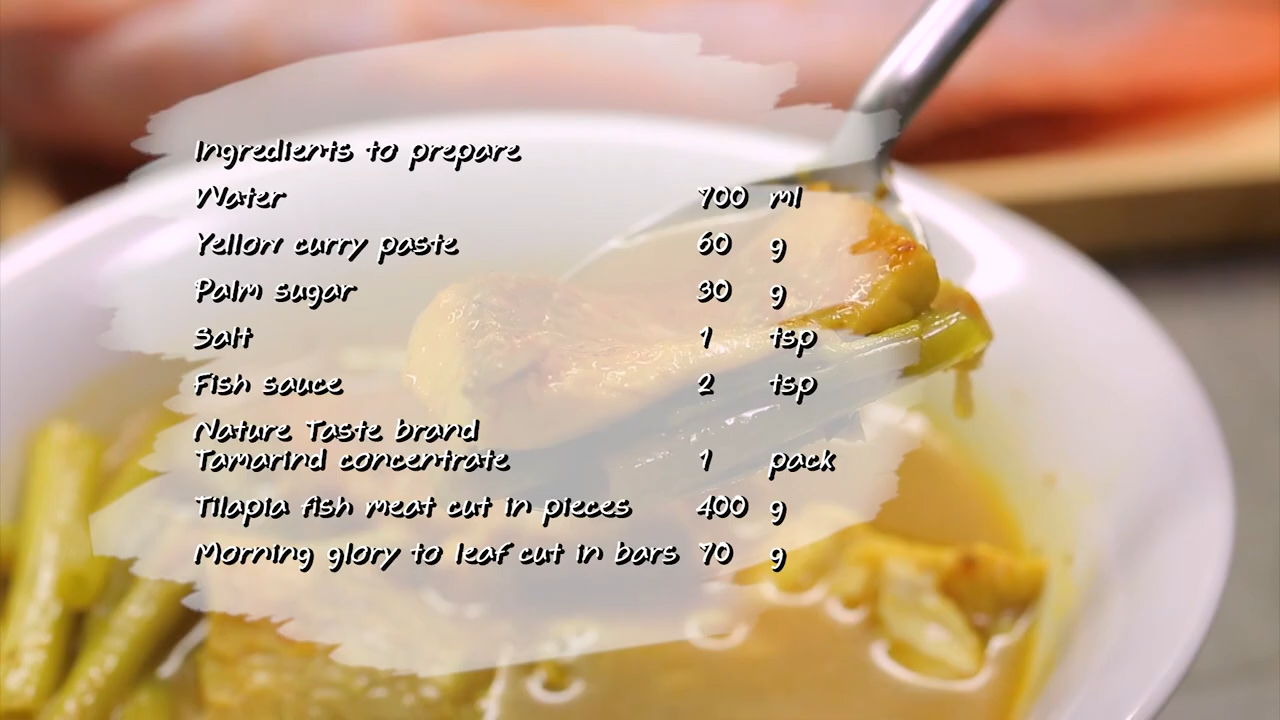 Ingredients to prepare
Water 700 ml
Yellow curry paste 60 g
Palm sugar 30 g
Salt 1 tsp
Fish sauce 2 tsp
Nature Taste brand
Tamarind concentrate 1 pack
Tilapia fish meat cut in pieces 400 g
Morning glory to leaf cut in bars 70 g